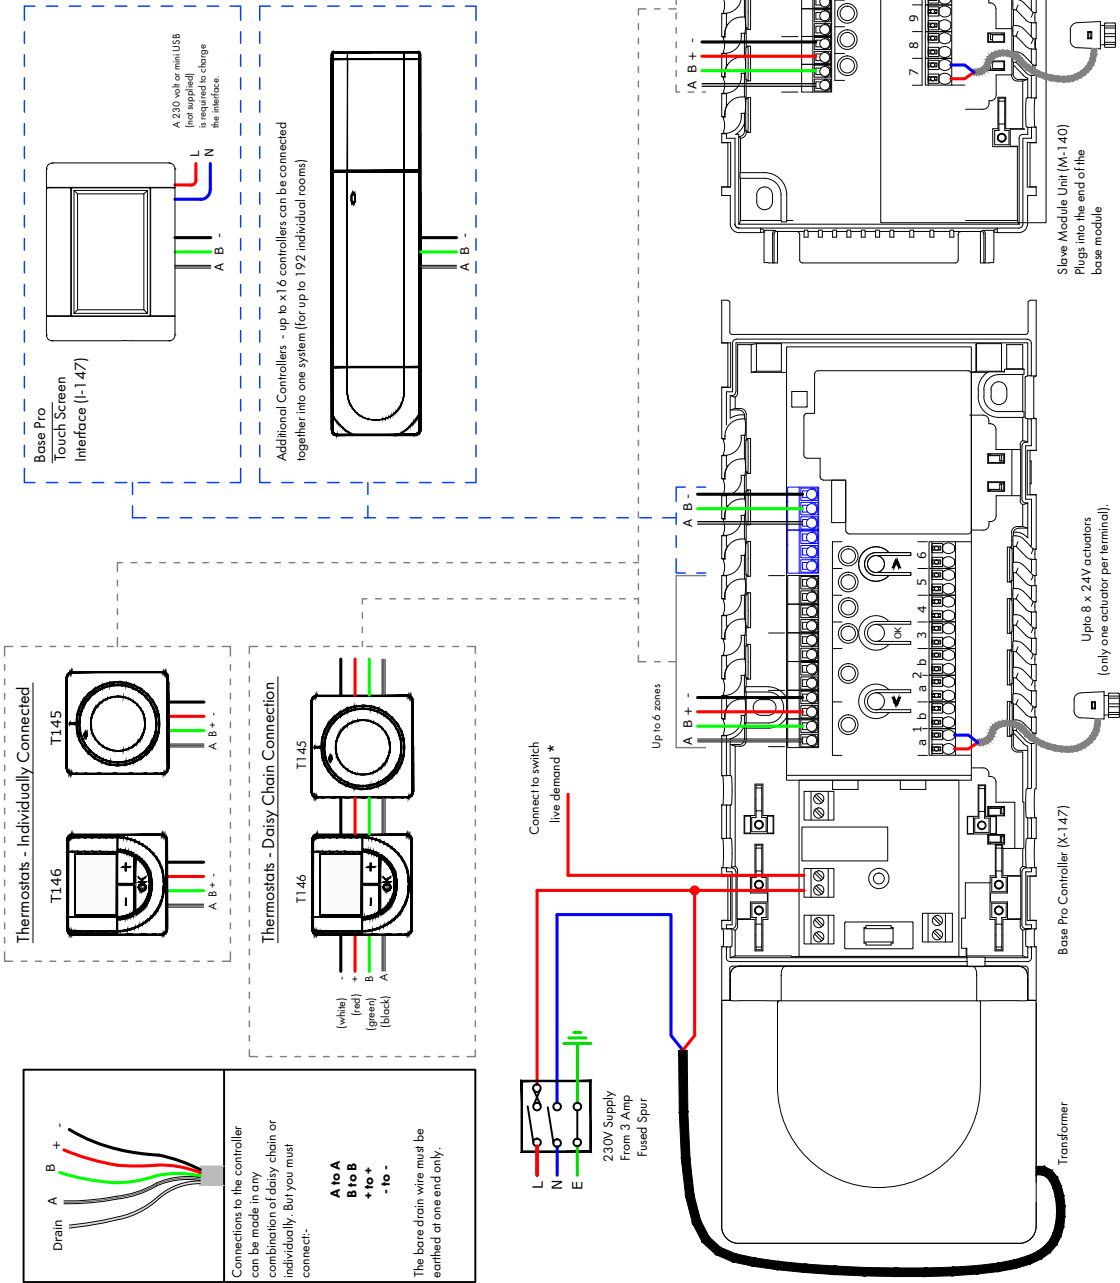 Base Pro
Touch Screen
Interface (I-147)
A 230 volt or mini USB
(not supplied)
is required to charge
the interface.
L
N
A B -
Additional Controllers - up to x16 controllers can be connected
together into one system (for up to 192 individual rooms)
A B -
Thermostats - Individually Connected
T146
A B + -
T145
A B + -
Thermostats - Daisy Chain Connection
T146
T145
OK
OK
- (white)
+ (red)
B (green)
A (black)
Drain A B + -
Connections to the controller
can be made in any
combination of daisy chain or
individually. But you must
connect:-
A to A
B to B
+ to +
- to -
The bare drain wire must be
earthed at one end only.
L
N
E
230V Supply
From 3 Amp
Fused Spur
Connect to switch
live demand *
Up to 6 zones
A B + -
A B -
OK
a 1 b a 2 b 3 4 5 6
Transformer
Base Pro Controller (X-147)
Upto 8 x 24V actuators
(only one actuator per terminal).
A B + -
7 8 9
Slave Module Unit (M-140)
Plugs into the end of the
base module